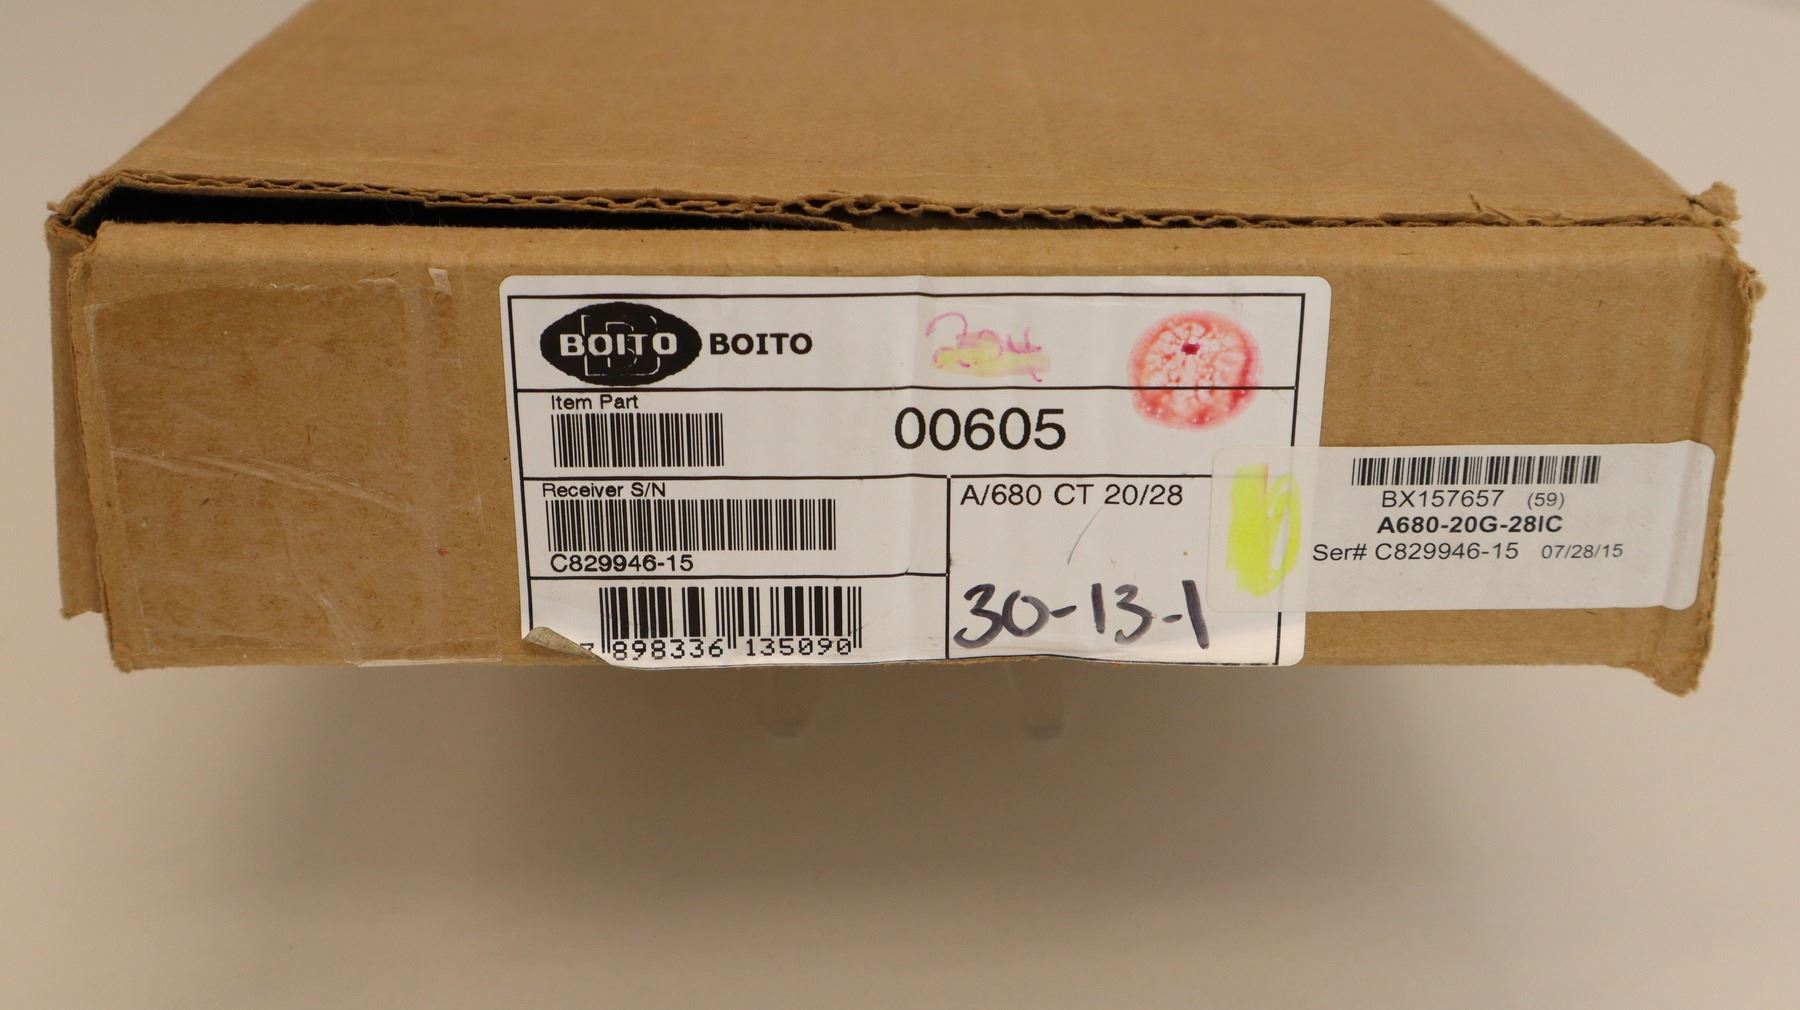 BOITO BOITO
Item Part
00605
Receiver S/N
C829946-15
A/680 CT 20/28
30-13-1
898336 135090
BX157657 (59)
A680-20G-28IC
Ser# C829946-15 07/28/15